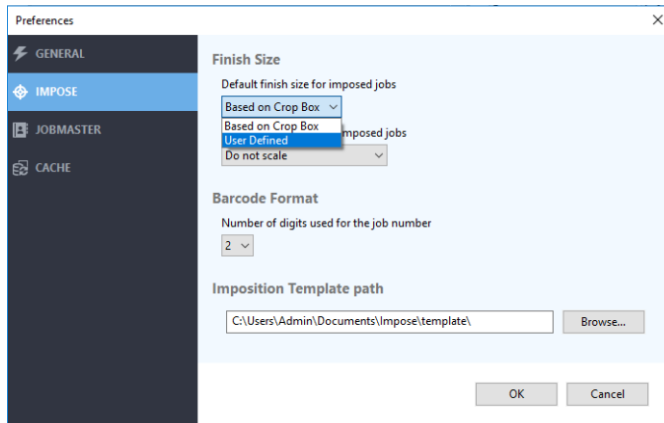 Preferences
GENERAL
IMPOSE
JOBMASTER
CACHE
Finish Size
Default finish size for imposed jobs
Based on Crop Box
Based on Crop Box
User Defined
mposed jobs
Do not scale
Barcode Format
Number of digits used for the job number
2
Imposition Template path
C:\Users\Admin\Documents\Impose\template\
Browse...
OK
Cancel